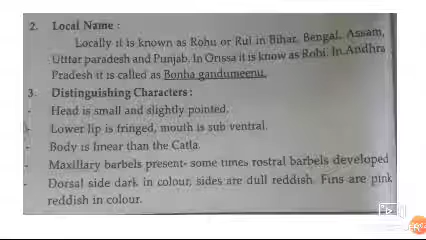 2. Local Name :
Locally it is known as Rohu or Rui in Bihar, Bengal, Assam,
Utttar paradesh and Punjab. In Orissa it is know as Rohi. In Andhra
Pradesh it is called as Bonha gandumeenu.
3. Distinguishing Characters :
- Head is small and slightly pointed.
- Lower lip is fringed, mouth is sub ventral.
- Body is linear than the Catla.
- Maxillary barbels present- some times rostral barbels developed
- Dorsal side dark in colour, sides are dull reddish. Fins are pink
reddish in colour.